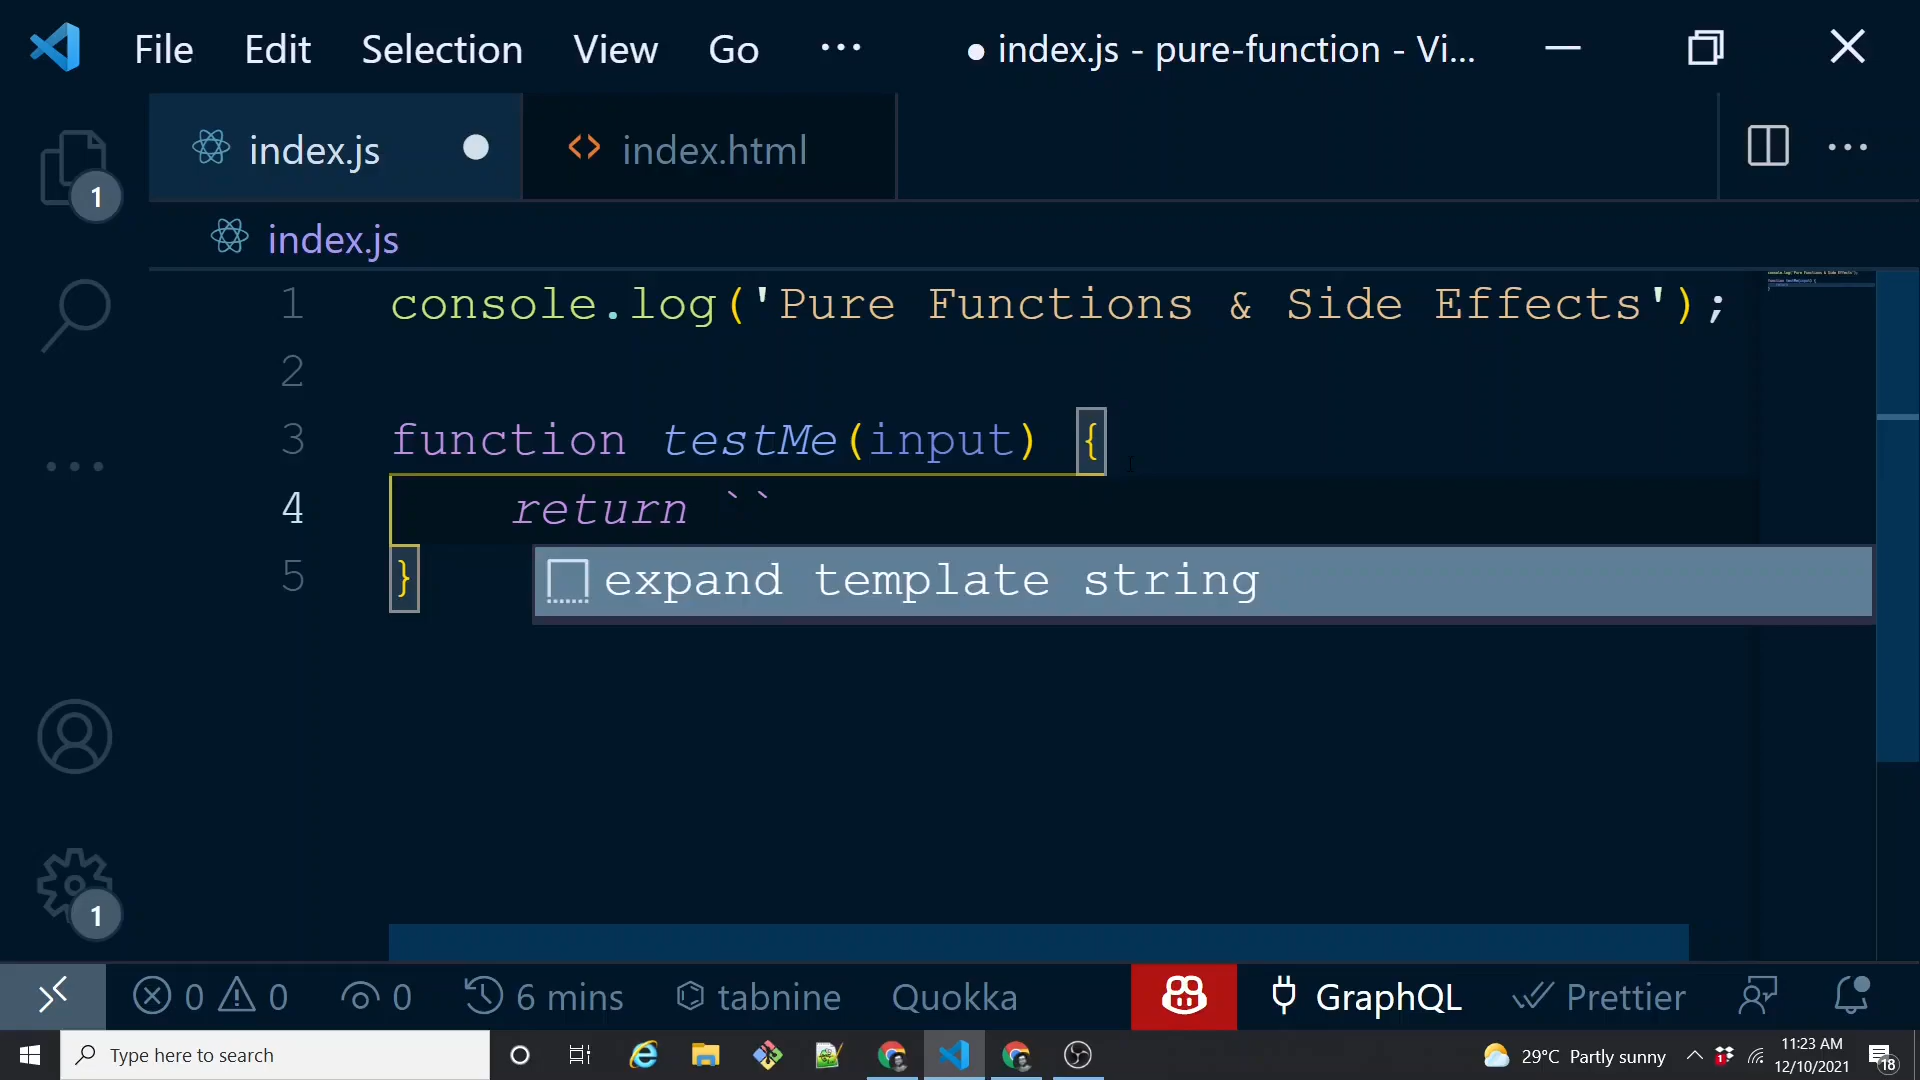 File Edit Selection View Go ··· ● index.js - pure-function - Vi...
index.js index.html
1
index.js
1 console.log('Pure Functions & Side Effects');
2
3 function testMe(input) {
4 return ``
expand template string
5 }
1
0 0 0 6 mins tabnine Quokka GraphQL Prettier
Type here to search 29°C Partly sunny 1 11:23 AM
12/10/2021 18